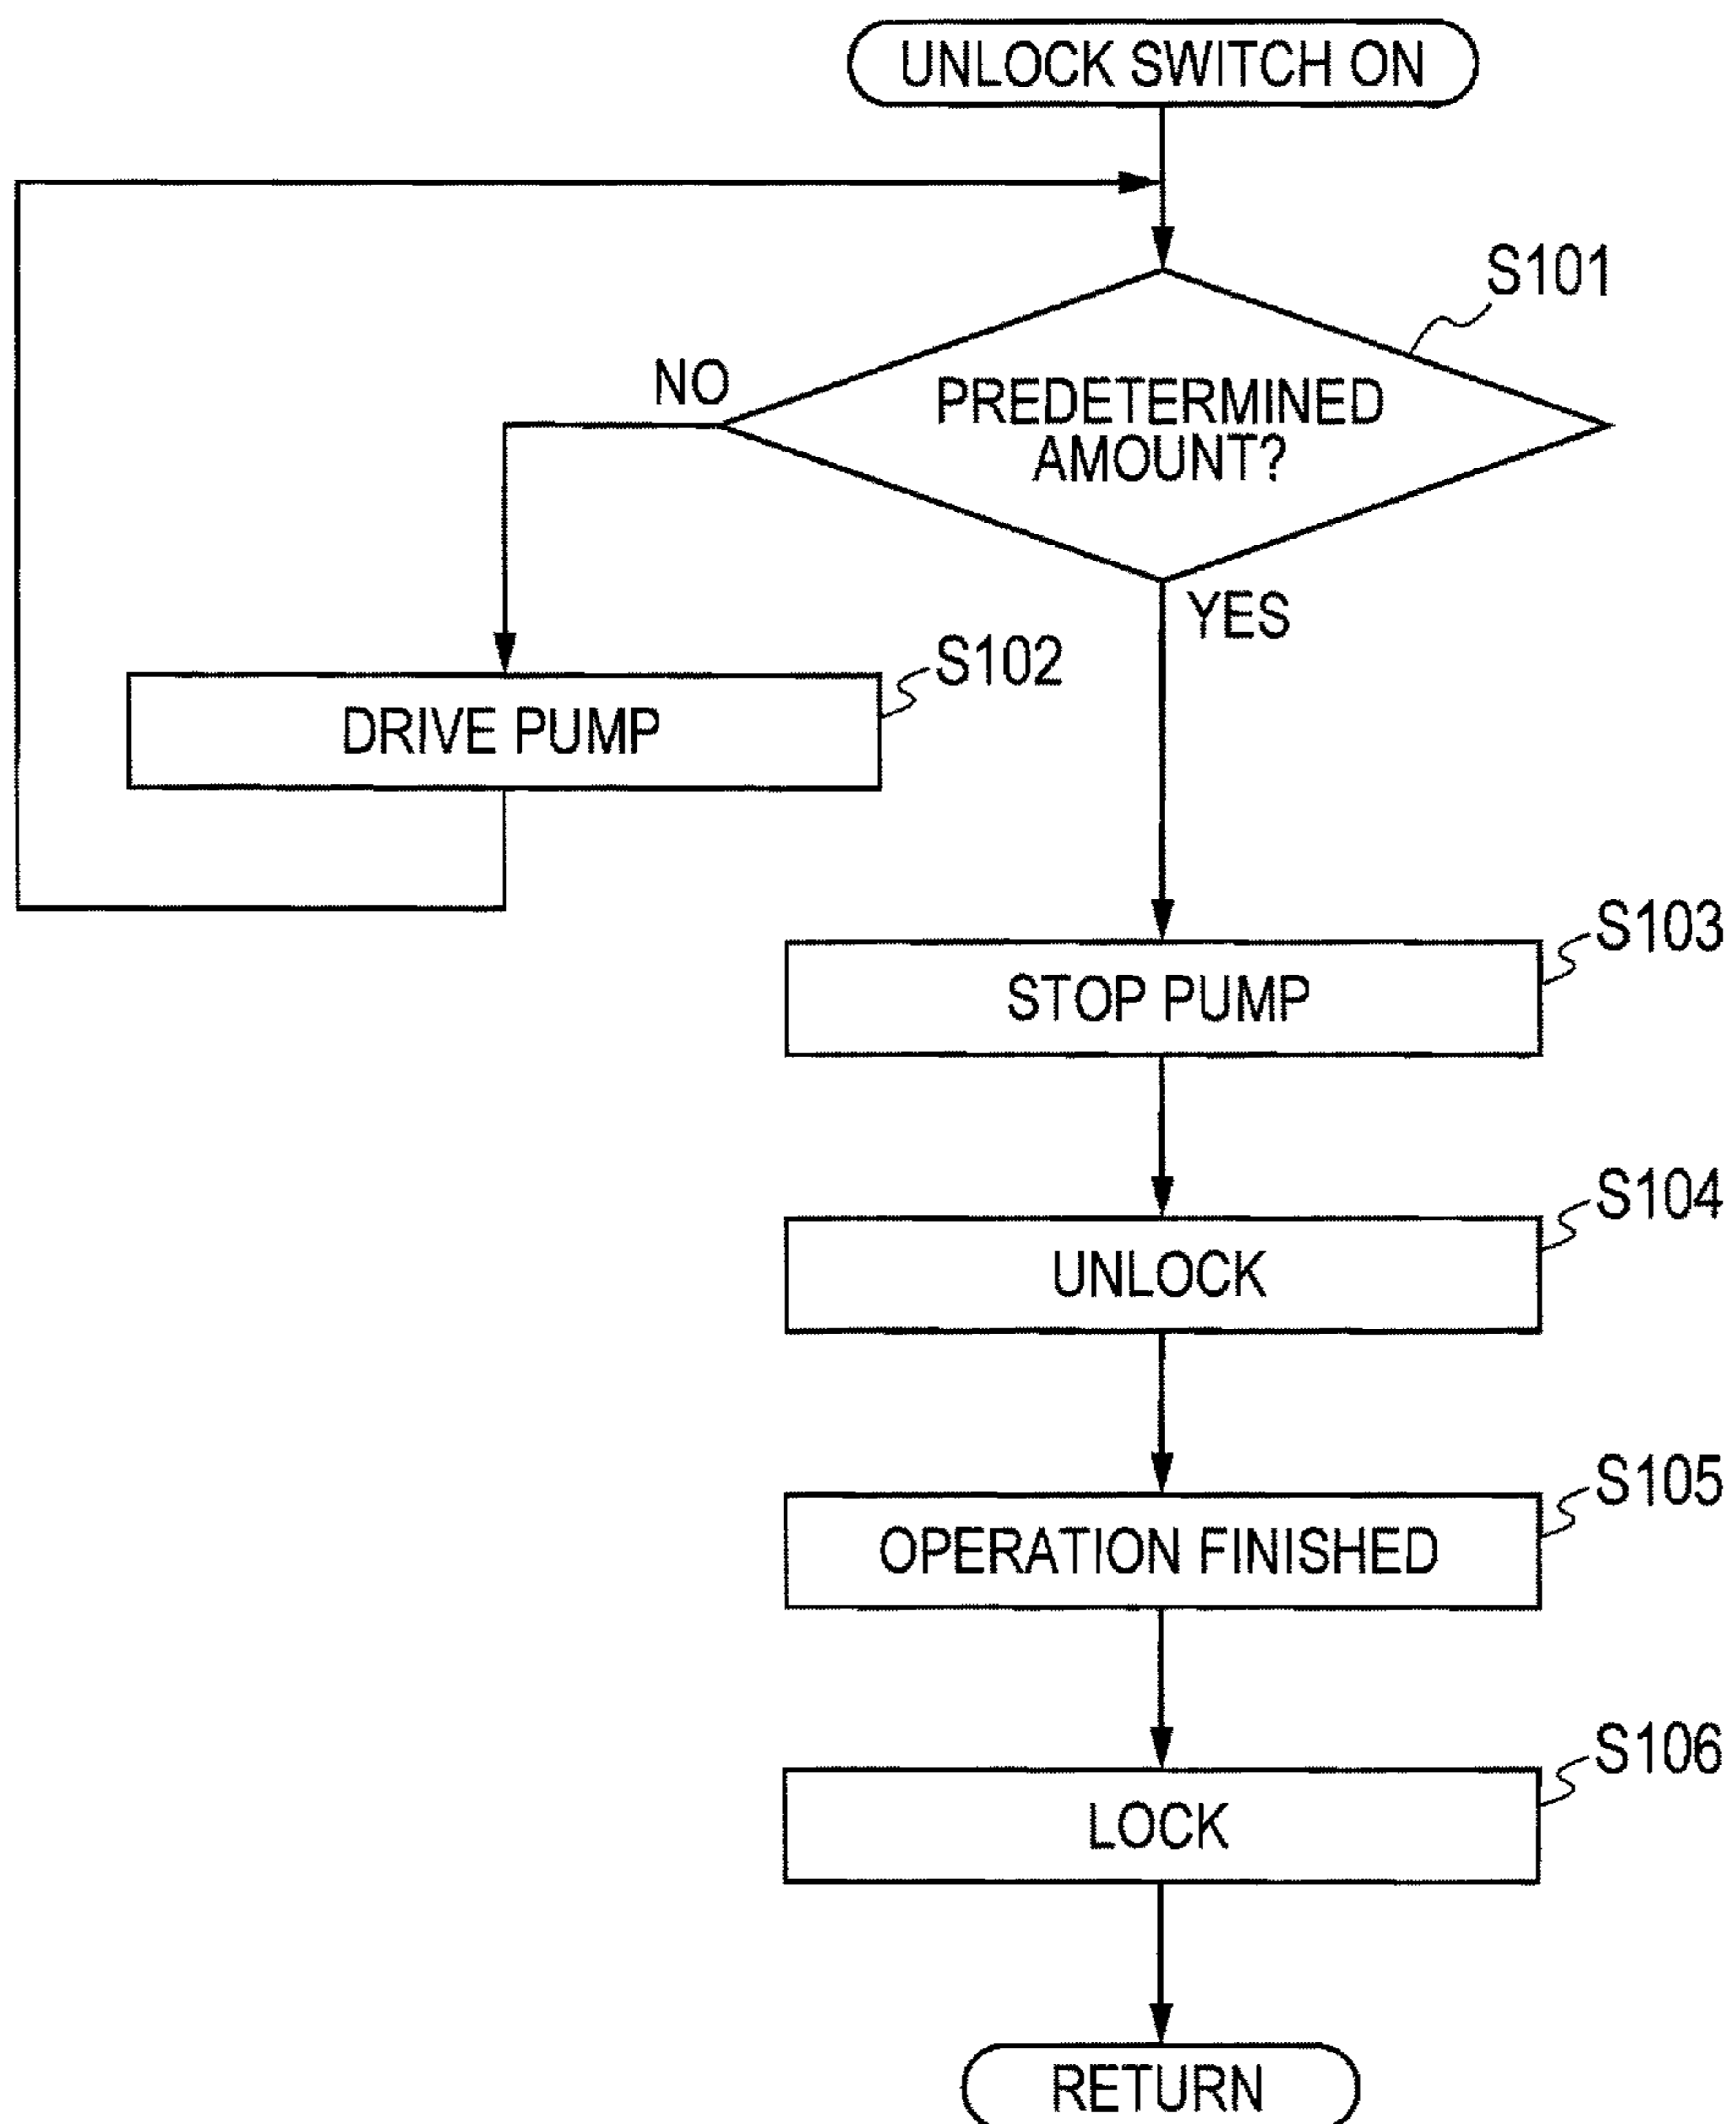 UNLOCK SWITCH ON
S101
NO
PREDETERMINED
AMOUNT?
YES
S102
DRIVE PUMP
S103
STOP PUMP
S104
UNLOCK
S105
OPERATION FINISHED
S106
LOCK
RETURN